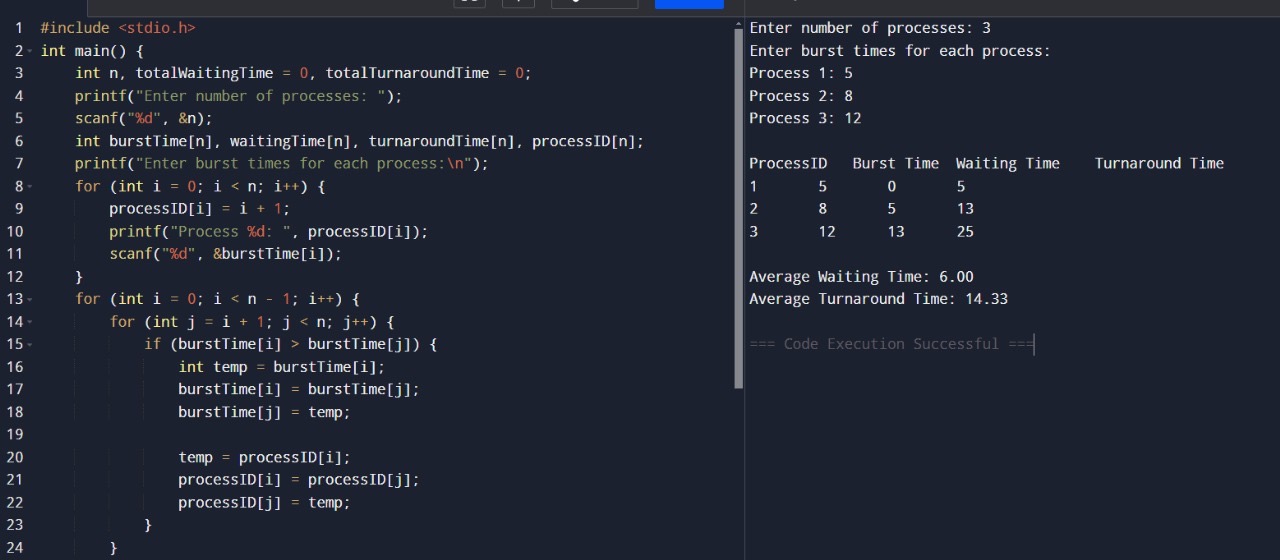 1 #include <stdio.h>
2 int main() {
3 int n, totalWaitingTime = 0, totalTurnaroundTime = 0;
4 printf("Enter number of processes: ");
5 scanf("%d", &n);
6 int burstTime[n], waitingTime[n], turnaroundTime[n], processID[n];
7 printf("Enter burst times for each process:\n");
8 for (int i = 0; i < n; i++) {
9 processID[i] = i + 1;
10 printf("Process %d: ", processID[i]);
11 scanf("%d", &burstTime[i]);
12 }
13 for (int i = 0; i < n - 1; i++) {
14 for (int j = i + 1; j < n; j++) {
15 if (burstTime[i] > burstTime[j]) {
16 int temp = burstTime[i];
17 burstTime[i] = burstTime[j];
18 burstTime[j] = temp;
19
20 temp = processID[i];
21 processID[i] = processID[j];
22 processID[j] = temp;
23 }
24 }
Enter number of processes: 3
Enter burst times for each process:
Process 1: 5
Process 2: 8
Process 3: 12
ProcessID Burst Time Waiting Time Turnaround Time
1 5 0 5
2 8 5 13
3 12 13 25
Average Waiting Time: 6.00
Average Turnaround Time: 14.33
=== Code Execution Successful ===